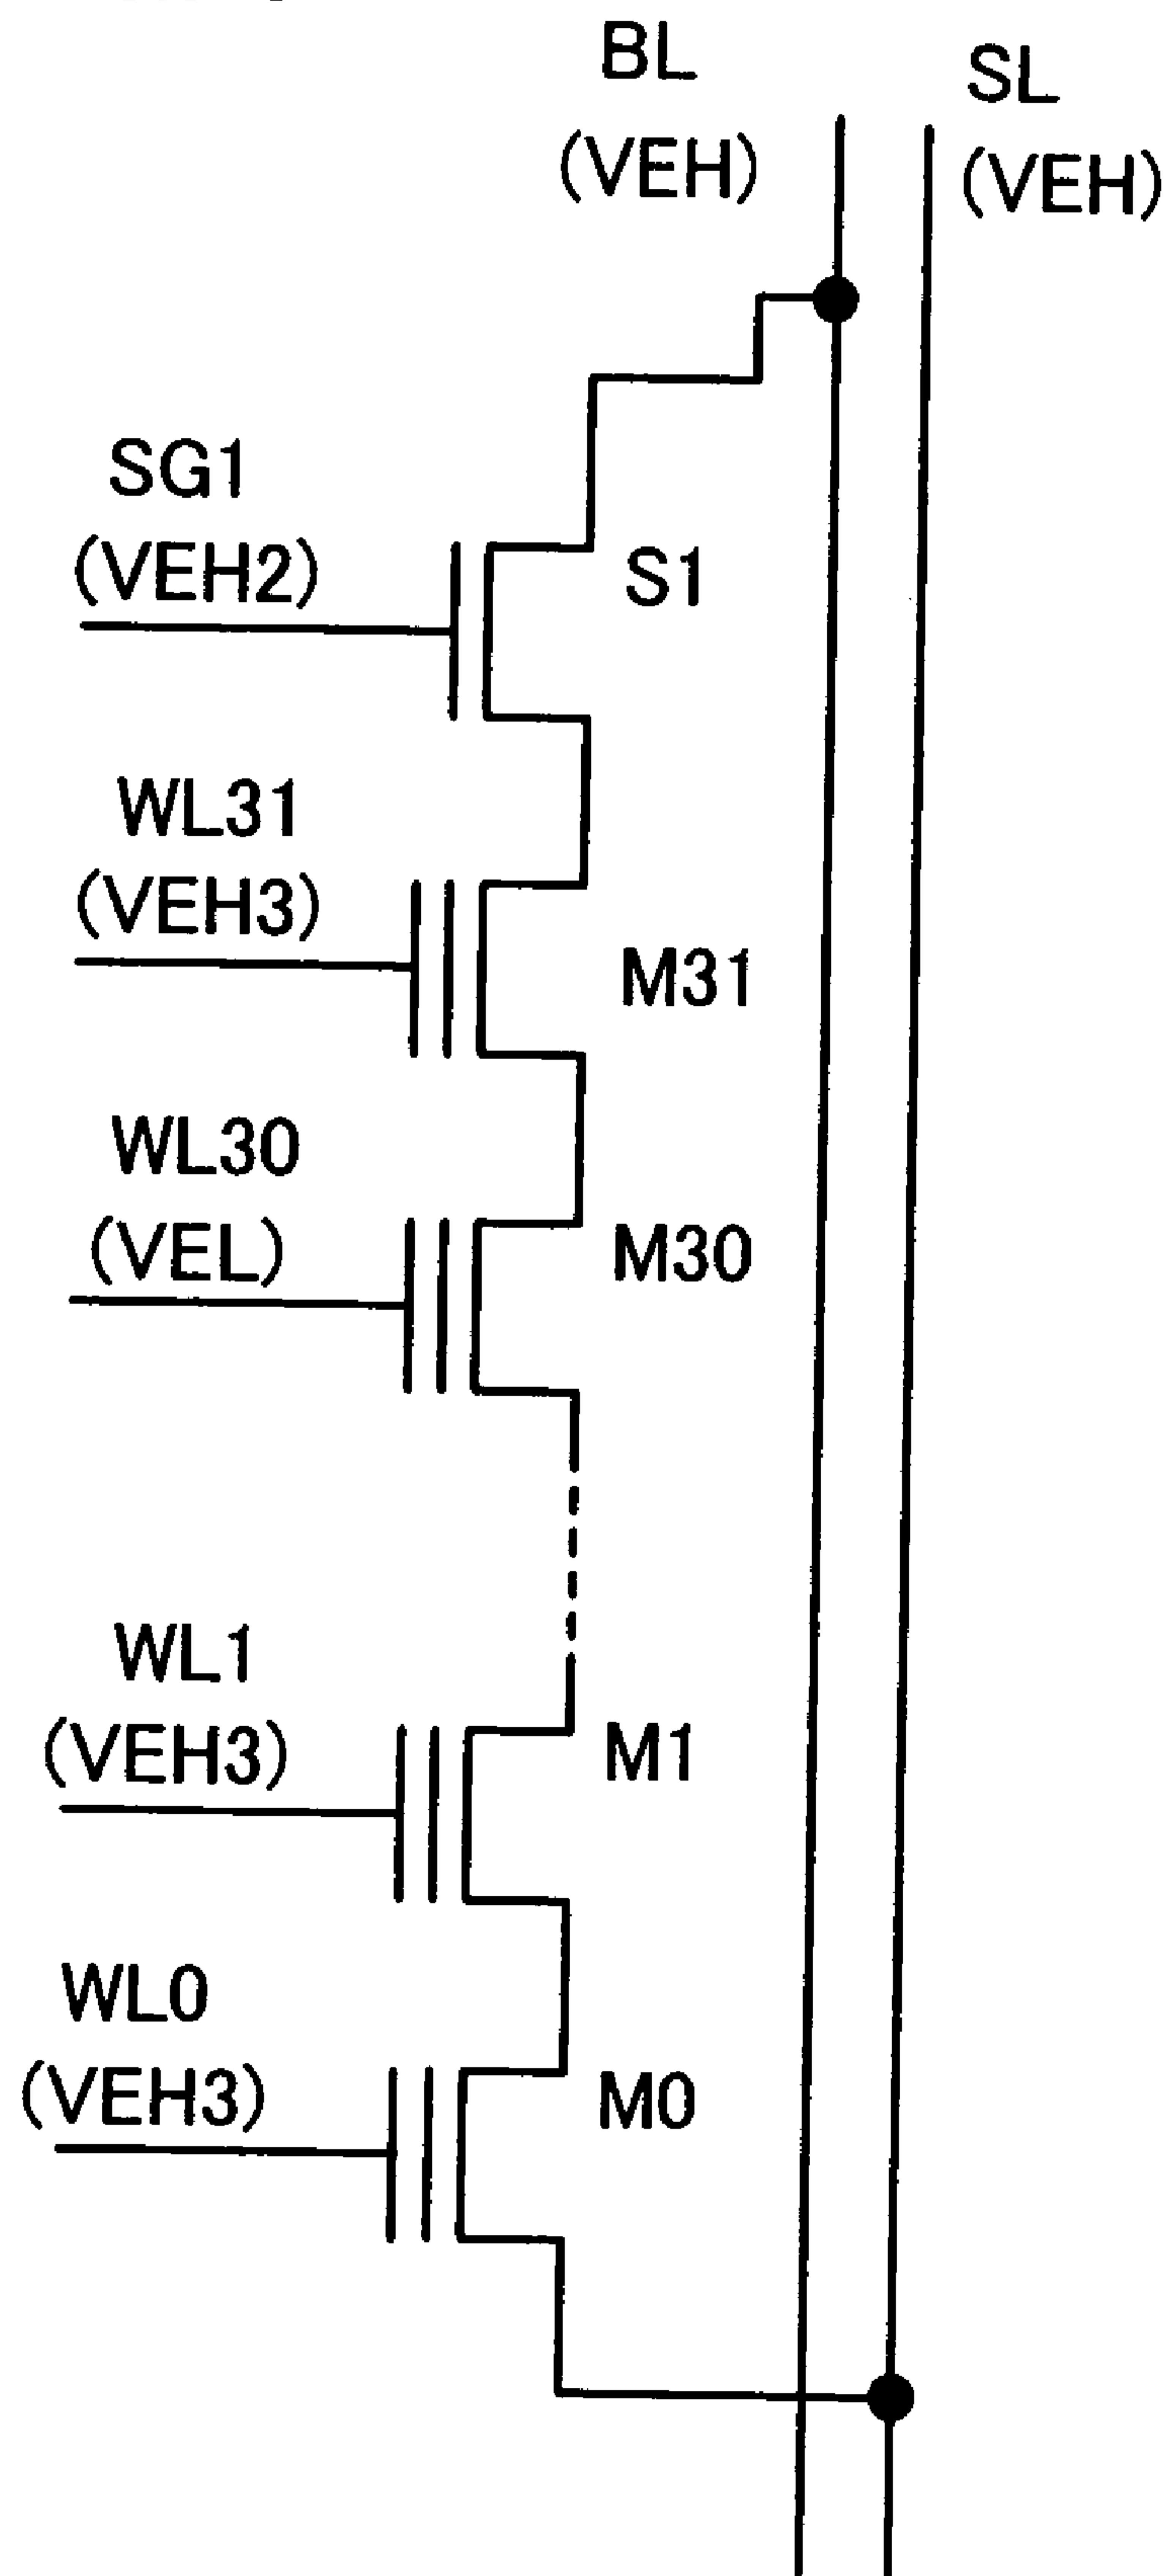 BL
(VEH)
SL
(VEH)
SG1
(VEH2)
S1
WL31
(VEH3)
M31
WL30
(VEL)
M30
WL1
(VEH3)
M1
WL0
(VEH3)
M0